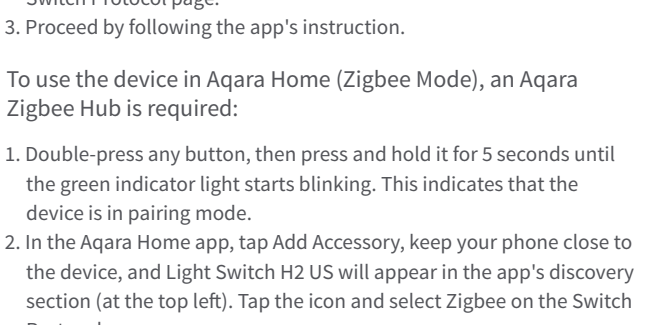 Switch Protocol page.
3. Proceed by following the app's instruction.
To use the device in Aqara Home (Zigbee Mode), an Aqara
Zigbee Hub is required:
1. Double-press any button, then press and hold it for 5 seconds until
the green indicator light starts blinking. This indicates that the
device is in pairing mode.
2. In the Aqara Home app, tap Add Accessory, keep your phone close to
the device, and Light Switch H2 US will appear in the app's discovery
section (at the top left). Tap the icon and select Zigbee on the Switch